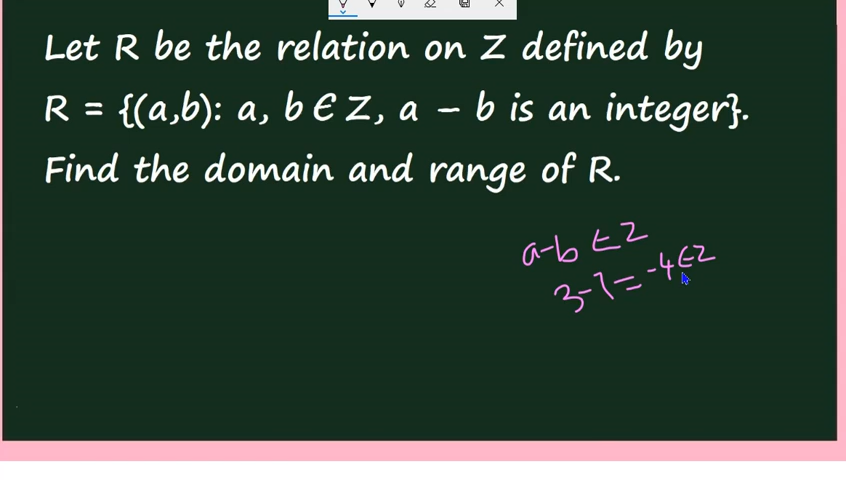 Let R be the relation on Z defined by
R = {(a,b): a, b Є Z, a – b is an integer}.
Find the domain and range of R.
a-b ∈ Z
3-7 = -4 ∈ Z